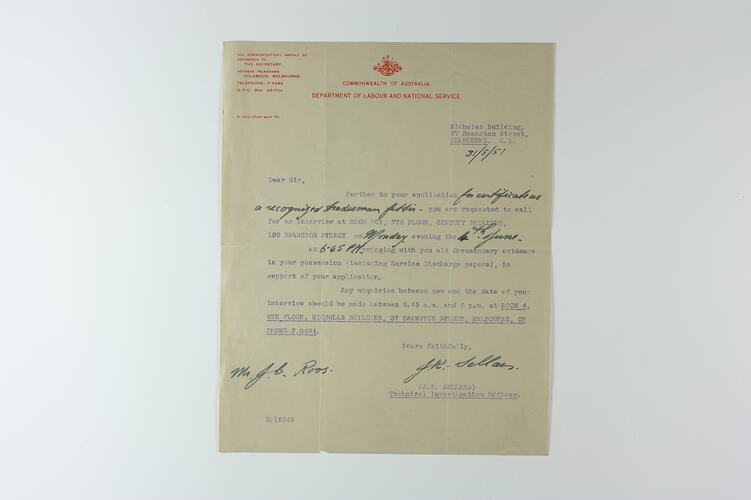 ALL COMMUNICATIONS SHOULD BE
ADDRESSED TO
THE SECRETARY.
ADDRESS TELEGRAMS:
COLABOUR, MELBOURNE.
TELEPHONE: F 0494
G.P.O. Box
In reply please quote No.
COMMONWEALTH OF AUSTRALIA.
DEPARTMENT OF LABOUR AND NATIONAL SERVICE.
Nicholas Building,
37 Swanston Street,
MELBOURNE. C.1.
31/5/51
Dear Sir,
Further to your application for certificate as
a recognized tradesman fitter. you are requested to call
for an interview at ROOM 701, 7TH FLOOR, CENTURY BUILDING,
129 SWANSTON STREET on Monday evening the 4th June.
at 6.45 P.M. bringing with you all documentary evidence
in your possession (including Service Discharge papers), in
support of your application.
Any enquiries between now and the date of your
interview should be made between 8.45 a.m. and 5 p.m. at ROOM 4,
8TH FLOOR, NICHOLAS BUILDING, 37 SWANSTON STREET, MELBOURNE, OR
PHONE F.0494.
Yours faithfully,
J.R. Sellars.
Mr J.C. Roos.
(J.R. SELLARS)
Technical Investigation Officer.
D.15349